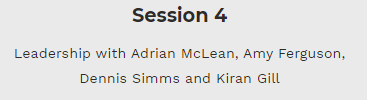 Session 4
Leadership with Adrian McLean, Amy Ferguson,
Dennis Simms and Kiran Gill